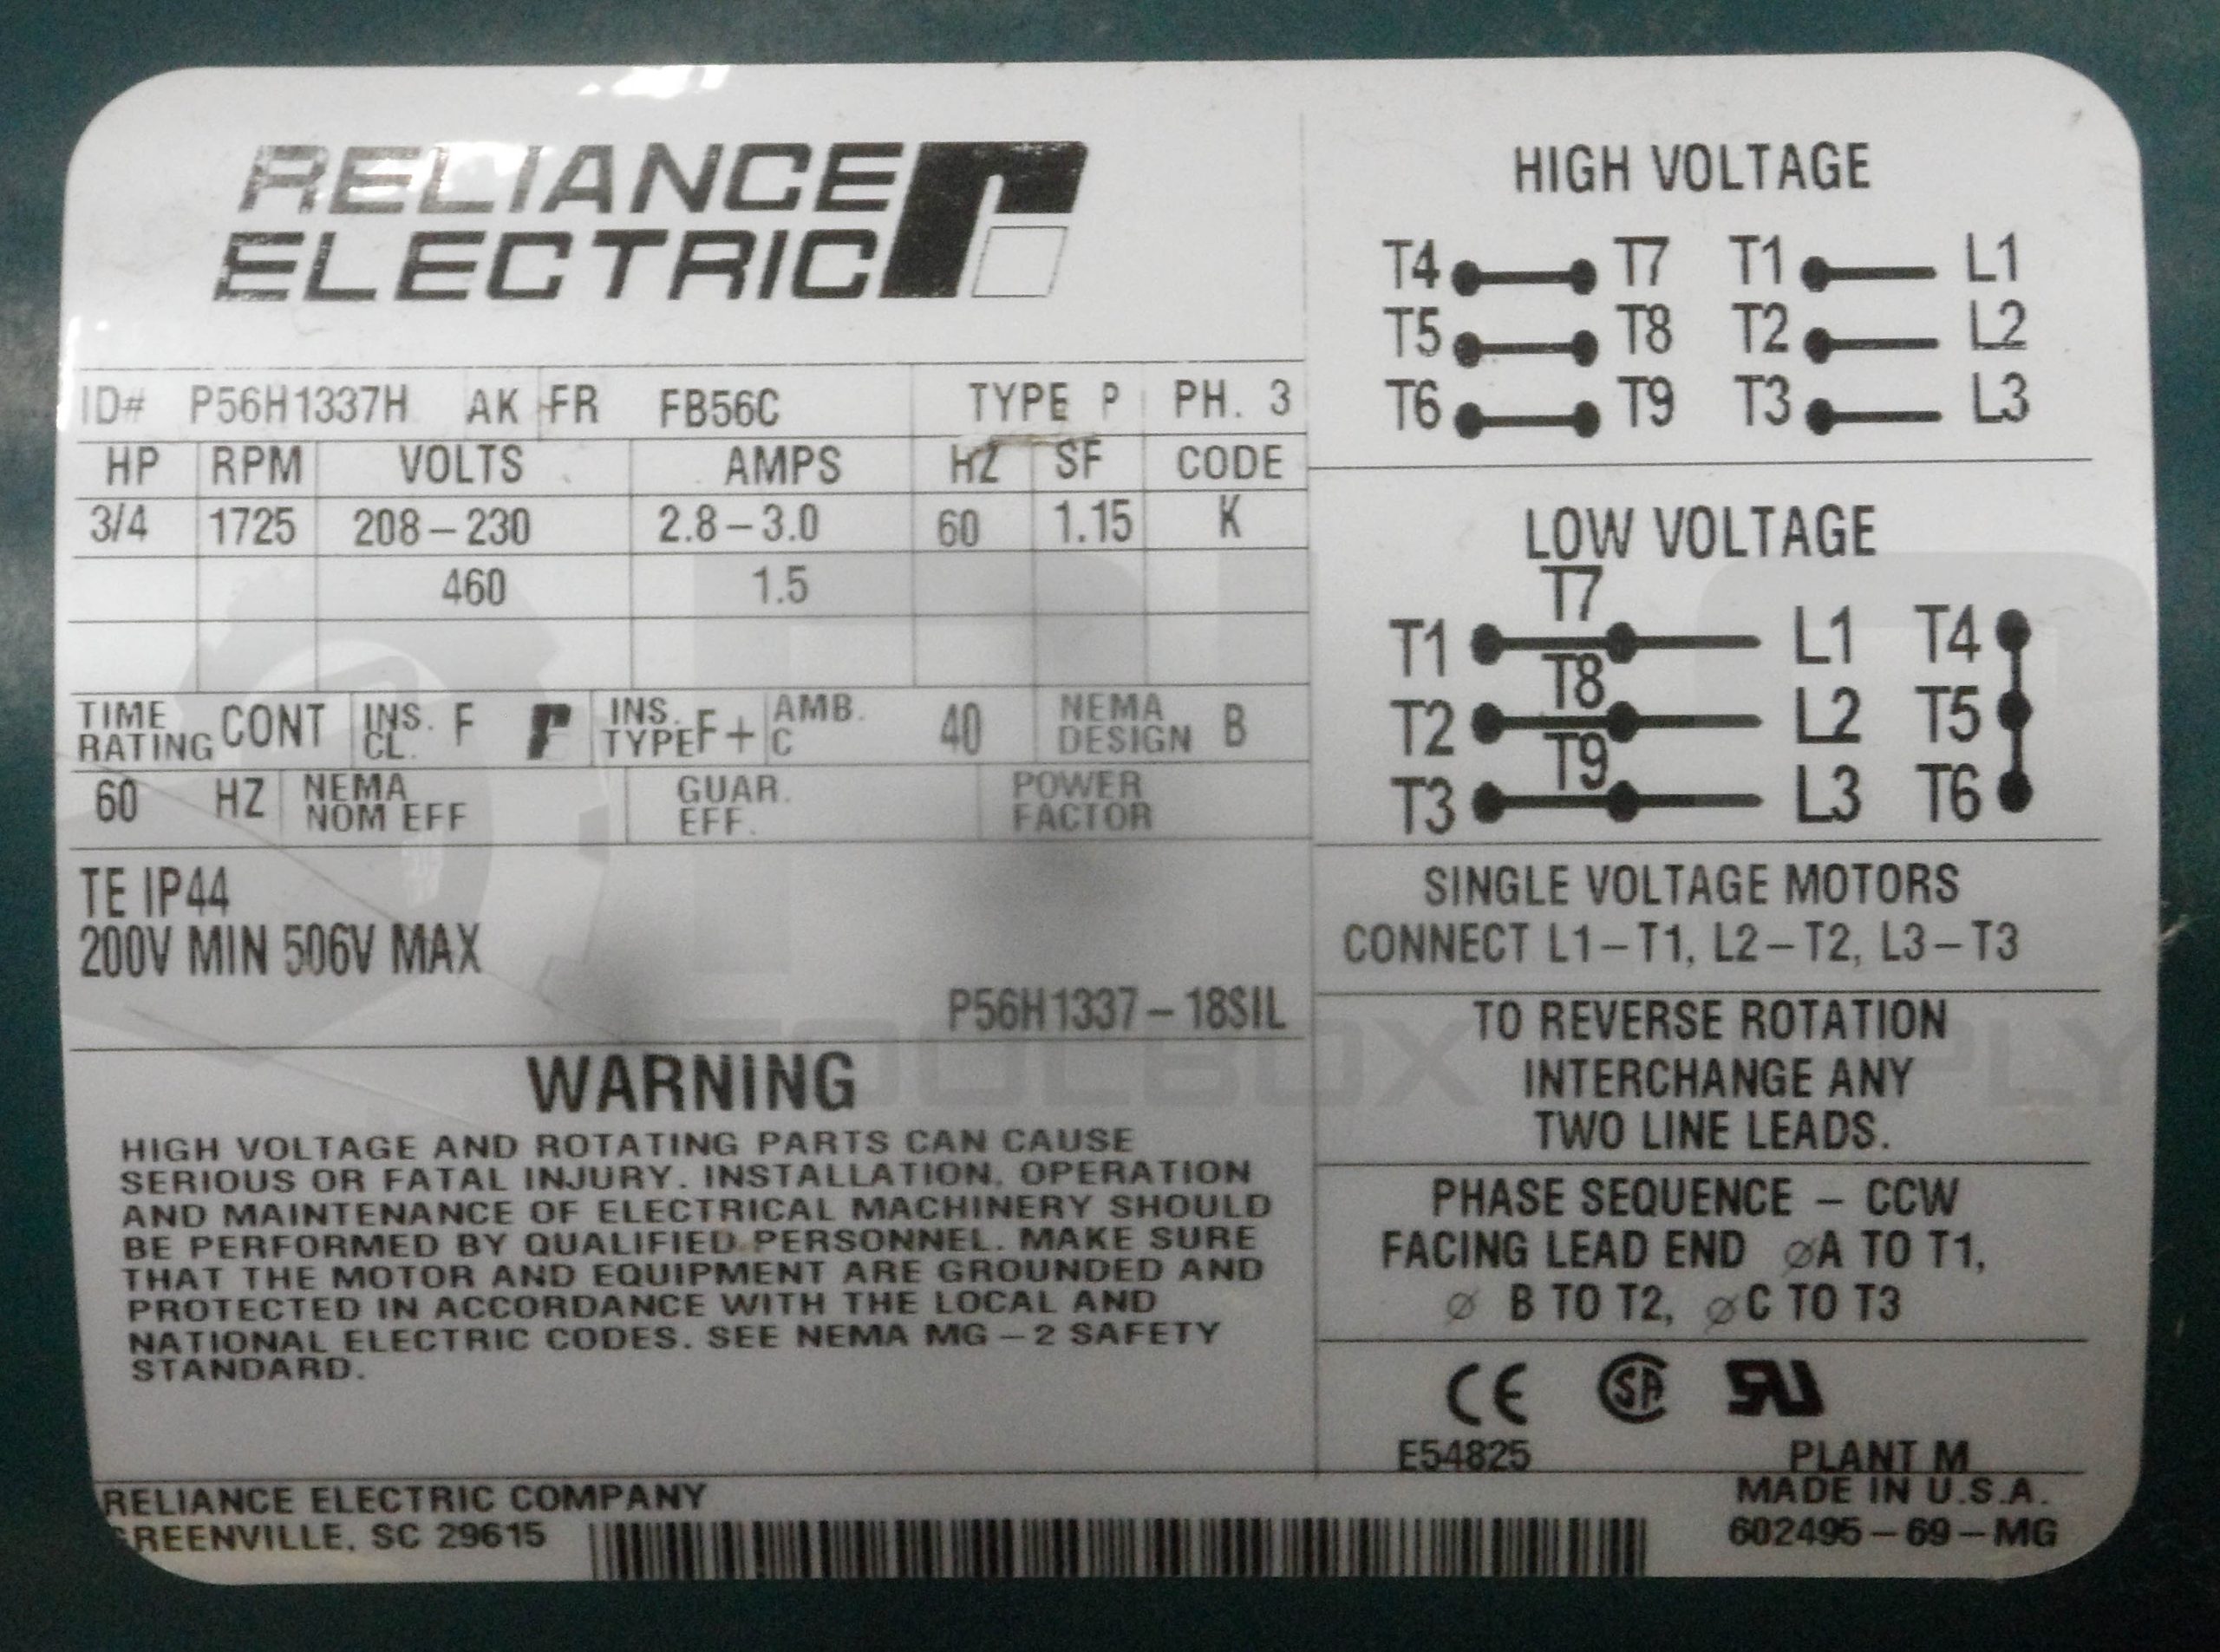 RELIANCE
ELECTRIC
ID# P56H1337H AK FR FB56C TYPE P PH. 3
HP RPM VOLTS AMPS HZ SF CODE
3/4 1725 208-230 2.8-3.0 60 1.15 K
460 1.5
TIME RATING CONT INS. CL. F INS. TYPE F+ AMB. C 40 NEMA DESIGN B
60 HZ NEMA NOM EFF GUAR. EFF. POWER FACTOR
TE IP44
200V MIN 506V MAX
P56H1337-18SIL
WARNING
HIGH VOLTAGE AND ROTATING PARTS CAN CAUSE
SERIOUS OR FATAL INJURY. INSTALLATION, OPERATION
AND MAINTENANCE OF ELECTRICAL MACHINERY SHOULD
BE PERFORMED BY QUALIFIED PERSONNEL. MAKE SURE
THAT THE MOTOR AND EQUIPMENT ARE GROUNDED AND
PROTECTED IN ACCORDANCE WITH THE LOCAL AND
NATIONAL ELECTRIC CODES. SEE NEMA MG-2 SAFETY
STANDARD.
RELIANCE ELECTRIC COMPANY
GREENVILLE, SC 29615
HIGH VOLTAGE
T4 T7 T1 L1
T5 T8 T2 L2
T6 T9 T3 L3
LOW VOLTAGE
T7
T1 L1 T4
T8
T2 L2 T5
T9
T3 L3 T6
SINGLE VOLTAGE MOTORS
CONNECT L1-T1, L2-T2, L3-T3
TO REVERSE ROTATION
INTERCHANGE ANY
TWO LINE LEADS.
PHASE SEQUENCE - CCW
FACING LEAD END ØA TO T1,
Ø B TO T2, ØC TO T3
CE SA RU
E54825 PLANT M
MADE IN U.S.A.
602495-69-MG